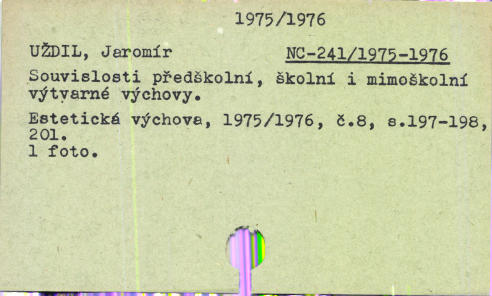 1975/1976
UŽDIL, Jaromír NC-241/1975-1976
Souvislosti předškolní, školní i mimoškolní
výtvarné výchovy.
Estetická výchova, 1975/1976, č.8, s.197-198,
201.
1 foto.